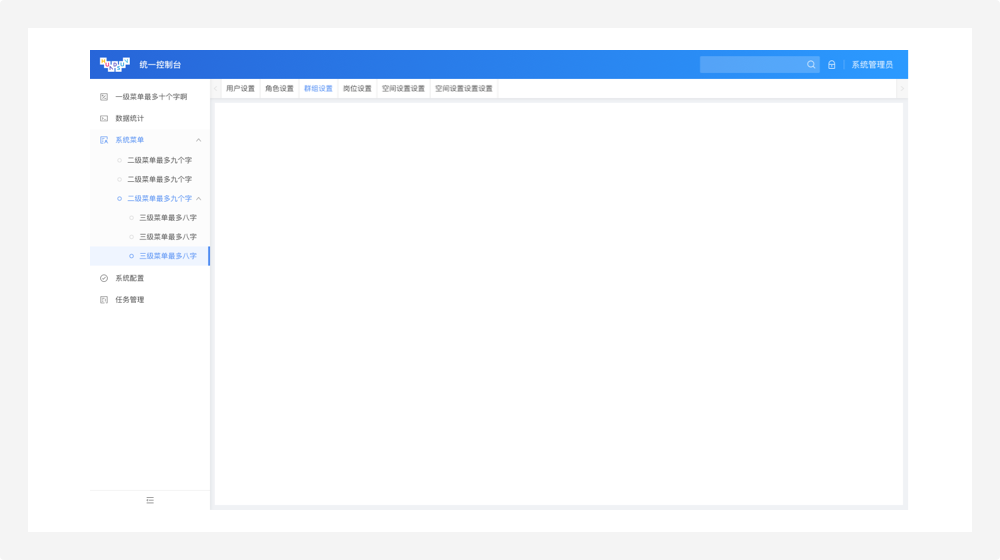 统一控制台
系统管理员
用户设置 角色设置 群组设置 岗位设置 空间设置设置 空间设置设置设置
一级菜单最多十个字啊
数据统计
系统菜单
二级菜单最多九个字
二级菜单最多九个字
二级菜单最多九个字
三级菜单最多八字
三级菜单最多八字
三级菜单最多八字
系统配置
任务管理